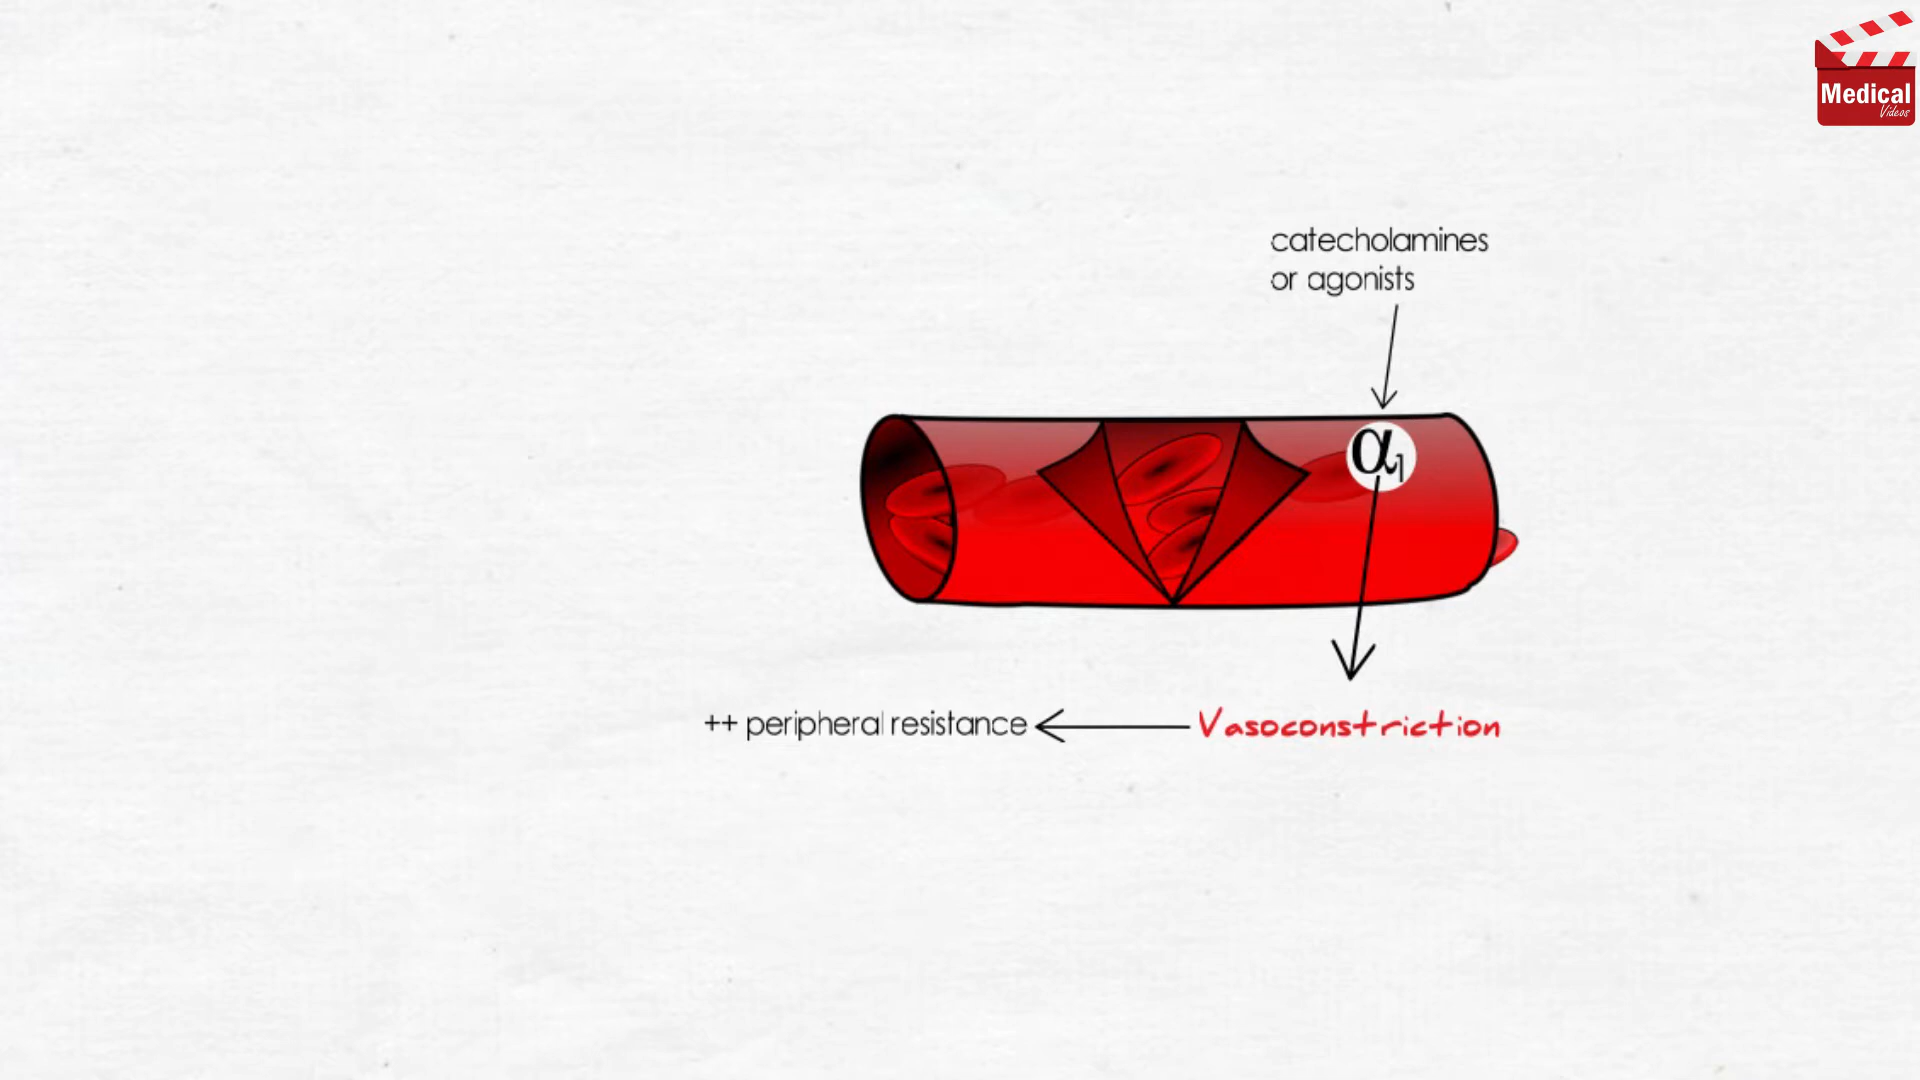 Medical
Videos
catecholamines
or agonists
α1
++ peripheral resistance
Vasoconstriction